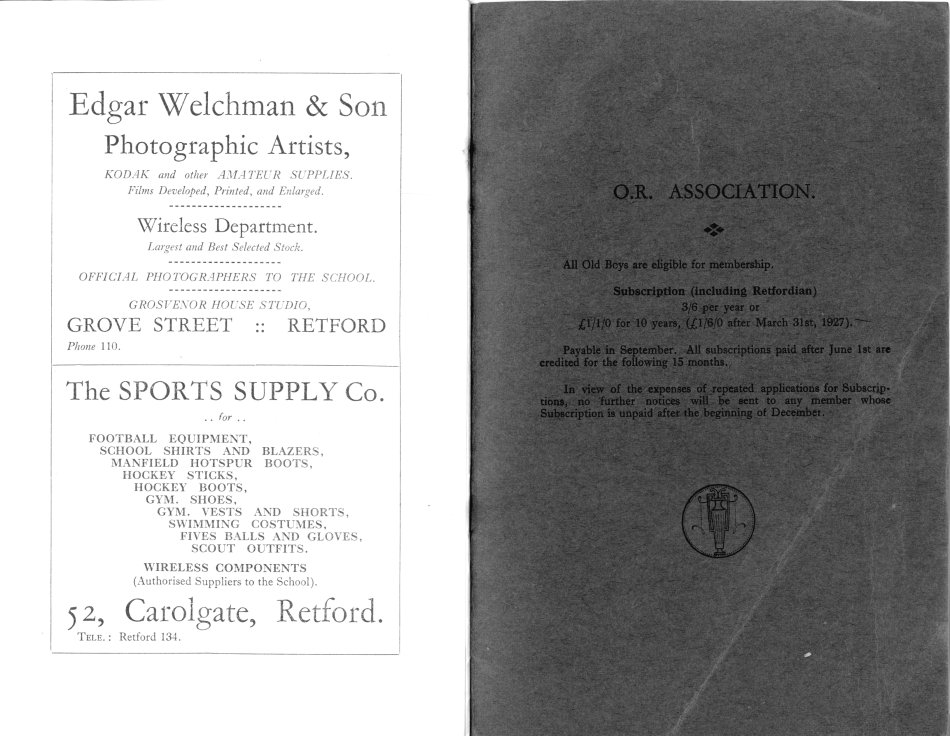 Edgar Welchman & Son
Photographic Artists,
KODAK and other AMATEUR SUPPLIES.
Films Developed, Printed, and Enlarged.
Wireless Department.
Largest and Best Selected Stock.
OFFICIAL PHOTOGRAPHERS TO THE SCHOOL.
GROSVENOR HOUSE STUDIO,
GROVE STREET :: RETFORD
Phone 110.
The SPORTS SUPPLY Co.
.. for ..
FOOTBALL EQUIPMENT,
SCHOOL SHIRTS AND BLAZERS,
MANFIELD HOTSPUR BOOTS,
HOCKEY STICKS,
HOCKEY BOOTS,
GYM. SHOES,
GYM. VESTS AND SHORTS,
SWIMMING COSTUMES,
FIVES BALLS AND GLOVES,
SCOUT OUTFITS.
WIRELESS COMPONENTS
(Authorised Suppliers to the School).
52, Carolgate, Retford.
TELE. : Retford 134.
O.R. ASSOCIATION.
All Old Boys are eligible for membership.
Subscription (including Retfordian)
3/6 per year or
£1/1/0 for 10 years, (£1/6/0 after March 31st, 1927).
Payable in September. All subscriptions paid after June 1st are
credited for the following 15 months.
In view of the expenses of repeated applications for Subscrip-
tions, no further notices will be sent to any member whose
Subscription is unpaid after the beginning of December.